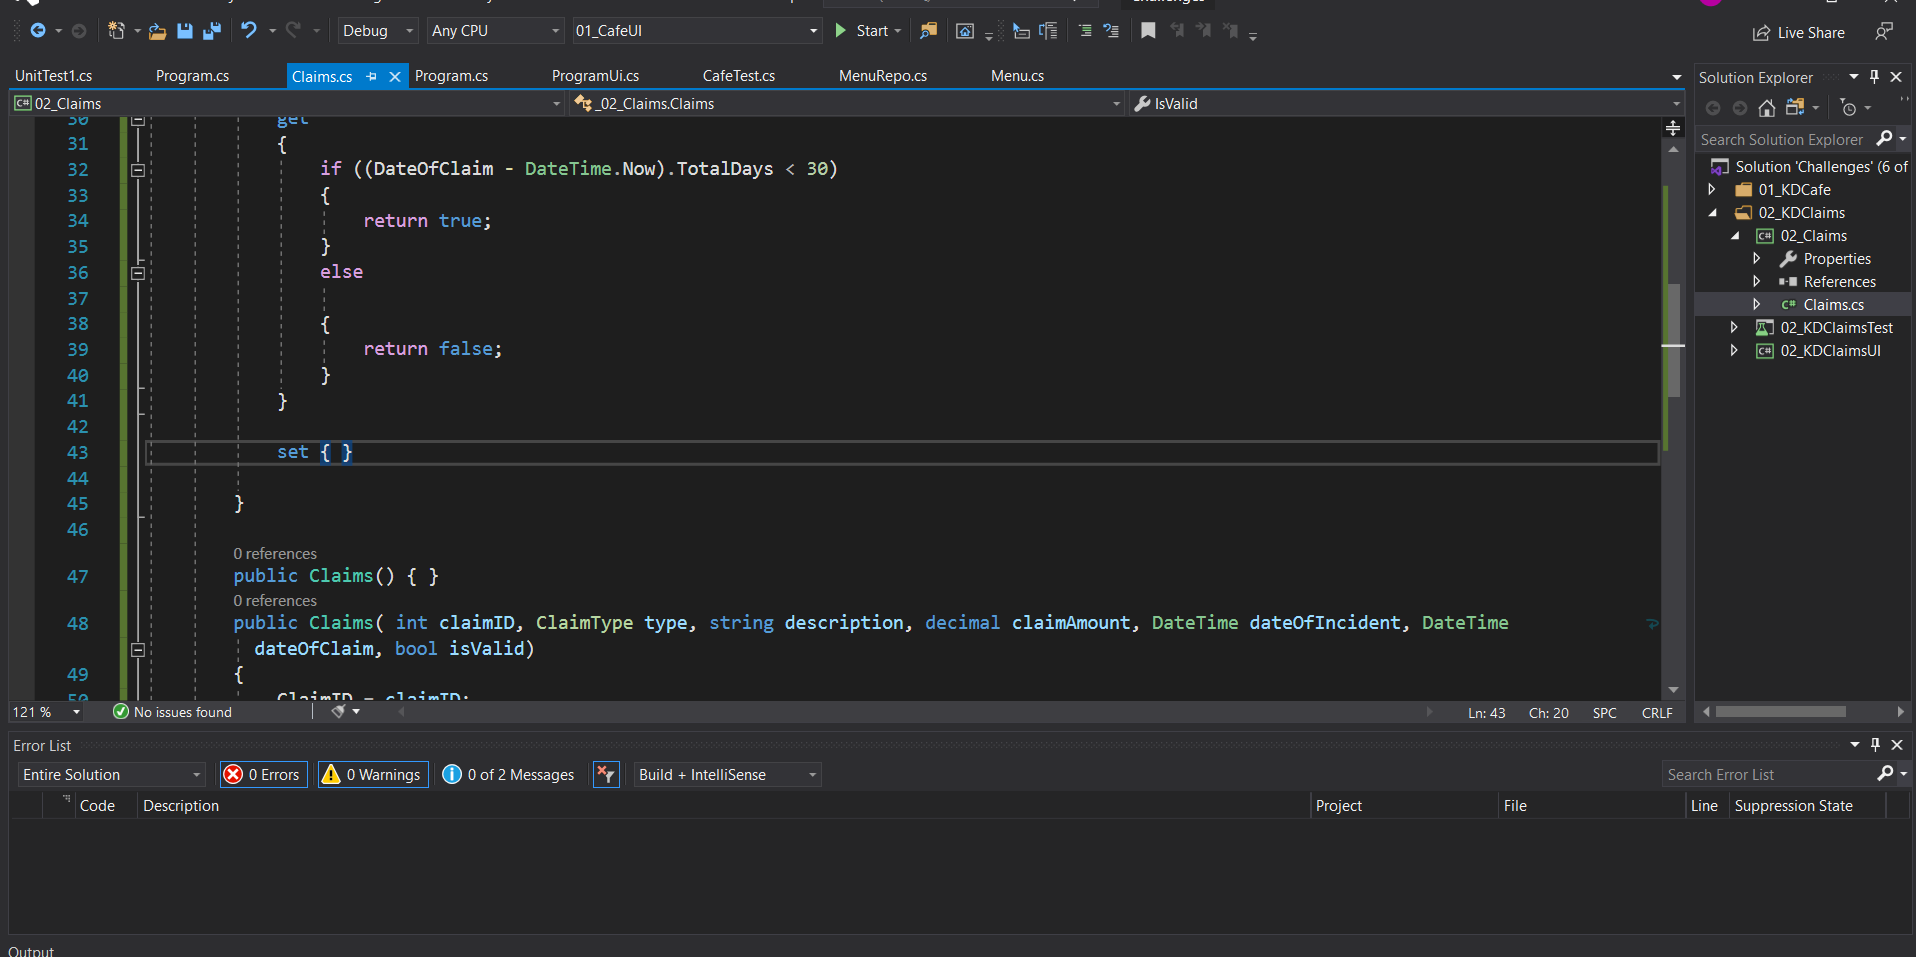 Challenges
Debug Any CPU 01_CafeUI Start Live Share
UnitTest1.cs Program.cs Claims.cs Program.cs ProgramUi.cs CafeTest.cs MenuRepo.cs Menu.cs
C# 02_Claims _02_Claims.Claims IsValid
30 get
31 {
32 if ((DateOfClaim - DateTime.Now).TotalDays < 30)
33 {
34 return true;
35 }
36 else
37
38 {
39 return false;
40 }
41 }
42
43 set { }
44
45 }
46
0 references
47 public Claims() { }
0 references
48 public Claims( int claimID, ClaimType type, string description, decimal claimAmount, DateTime dateOfIncident, DateTime
dateOfClaim, bool isValid)
49 {
50 ClaimID = claimID;
121 % No issues found Ln: 43 Ch: 20 SPC CRLF
Solution Explorer
Search Solution Explorer
Solution 'Challenges' (6 of
01_KDCafe
02_KDClaims
C# 02_Claims
Properties
References
C# Claims.cs
02_KDClaimsTest
C# 02_KDClaimsUI
Error List
Entire Solution 0 Errors 0 Warnings 0 of 2 Messages Build + IntelliSense Search Error List
Code Description Project File Line Suppression State
Output